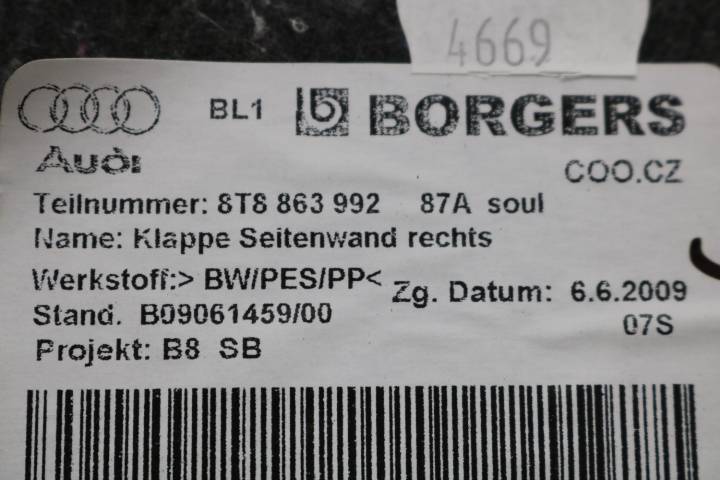 4669
BL1 BORGERS
Audi
COO.CZ
Teilnummer: 8T8 863 992 87A soul
Name: Klappe Seitenwand rechts
Werkstoff:> BW/PES/PP<
Zg. Datum: 6.6.2009
Stand. B09061459/00
07S
Projekt: B8 SB